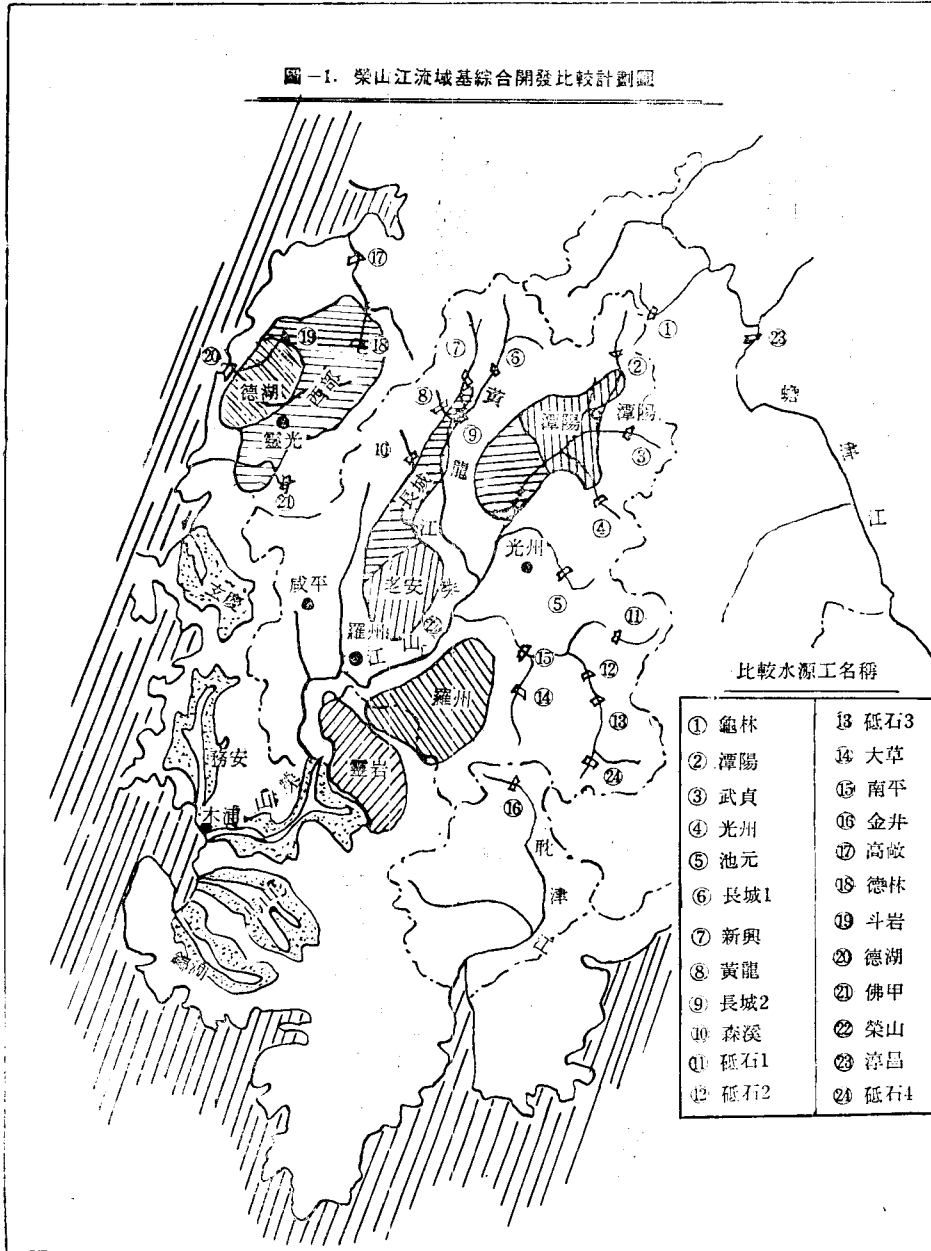 圖-1. 榮山江流域基綜合開發比較計劃圖
⑰
①
㉓
⑲
⑱
⑦
⑥
②
⑳
德湖
西部
⑧
黃
潭陽
潭陽
蟾
靈光
⑨
③
津
⑩
龍
江
⑳
長城
④
江
光州
咸平
老安
榮
⑤
⑪
㉒
羅州
山
江
⑮
⑫
羅州
⑭
⑬
務安
靈岩
㉔
山
榮
⑯
木浦
耽
津
江
比較水源工名稱
① 龜林
② 潭陽
③ 武貞
④ 光州
⑤ 池元
⑥ 長城1
⑦ 新興
⑧ 黃龍
⑨ 長城2
⑩ 森溪
⑪ 砥石1
⑫ 砥石2
⑬ 砥石3
⑭ 大草
⑮ 南平
⑯ 金井
⑰ 高敞
⑱ 德林
⑲ 斗岩
⑳ 德湖
㉑ 佛甲
㉒ 榮山
㉓ 淳昌
㉔ 砥石4